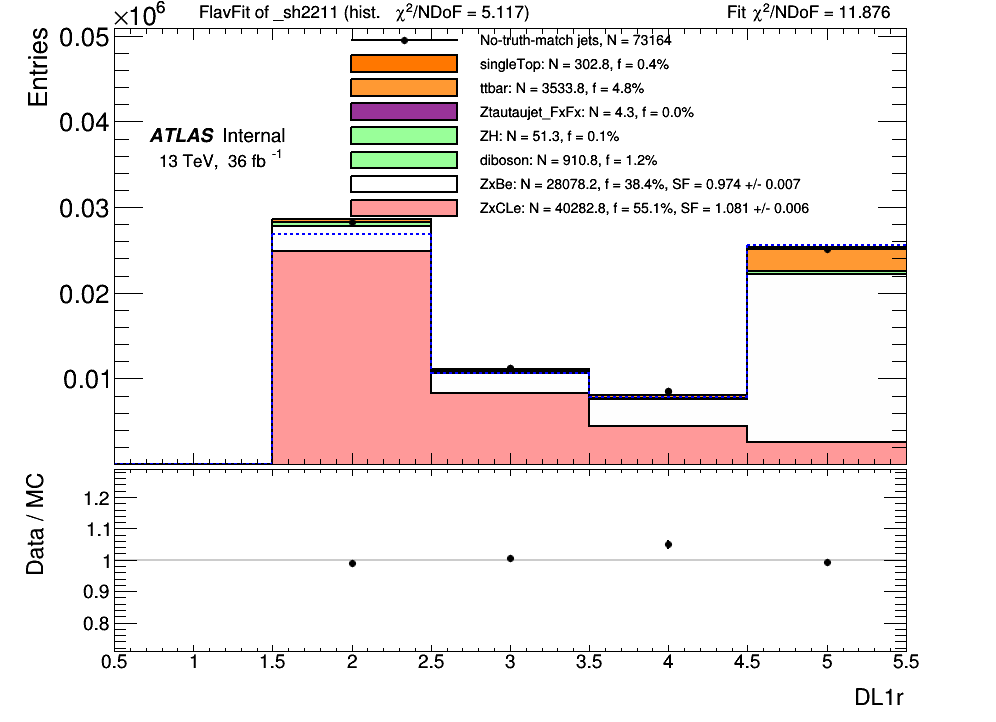 ×10⁶
FlavFit of _sh2211 (hist. χ²/NDoF = 5.117)
Fit χ²/NDoF = 11.876
Entries
0.05
0.04
0.03
0.02
0.01
ATLAS Internal
13 TeV, 36 fb⁻¹
No-truth-match jets, N = 73164
singleTop: N = 302.8, f = 0.4%
ttbar: N = 3533.8, f = 4.8%
Ztautaujet_FxFx: N = 4.3, f = 0.0%
ZH: N = 51.3, f = 0.1%
diboson: N = 910.8, f = 1.2%
ZxBe: N = 28078.2, f = 38.4%, SF = 0.974 +/- 0.007
ZxCLe: N = 40282.8, f = 55.1%, SF = 1.081 +/- 0.006
Data / MC
1.2
1.1
1
0.9
0.8
0.5 1 1.5 2 2.5 3 3.5 4 4.5 5 5.5
DL1r